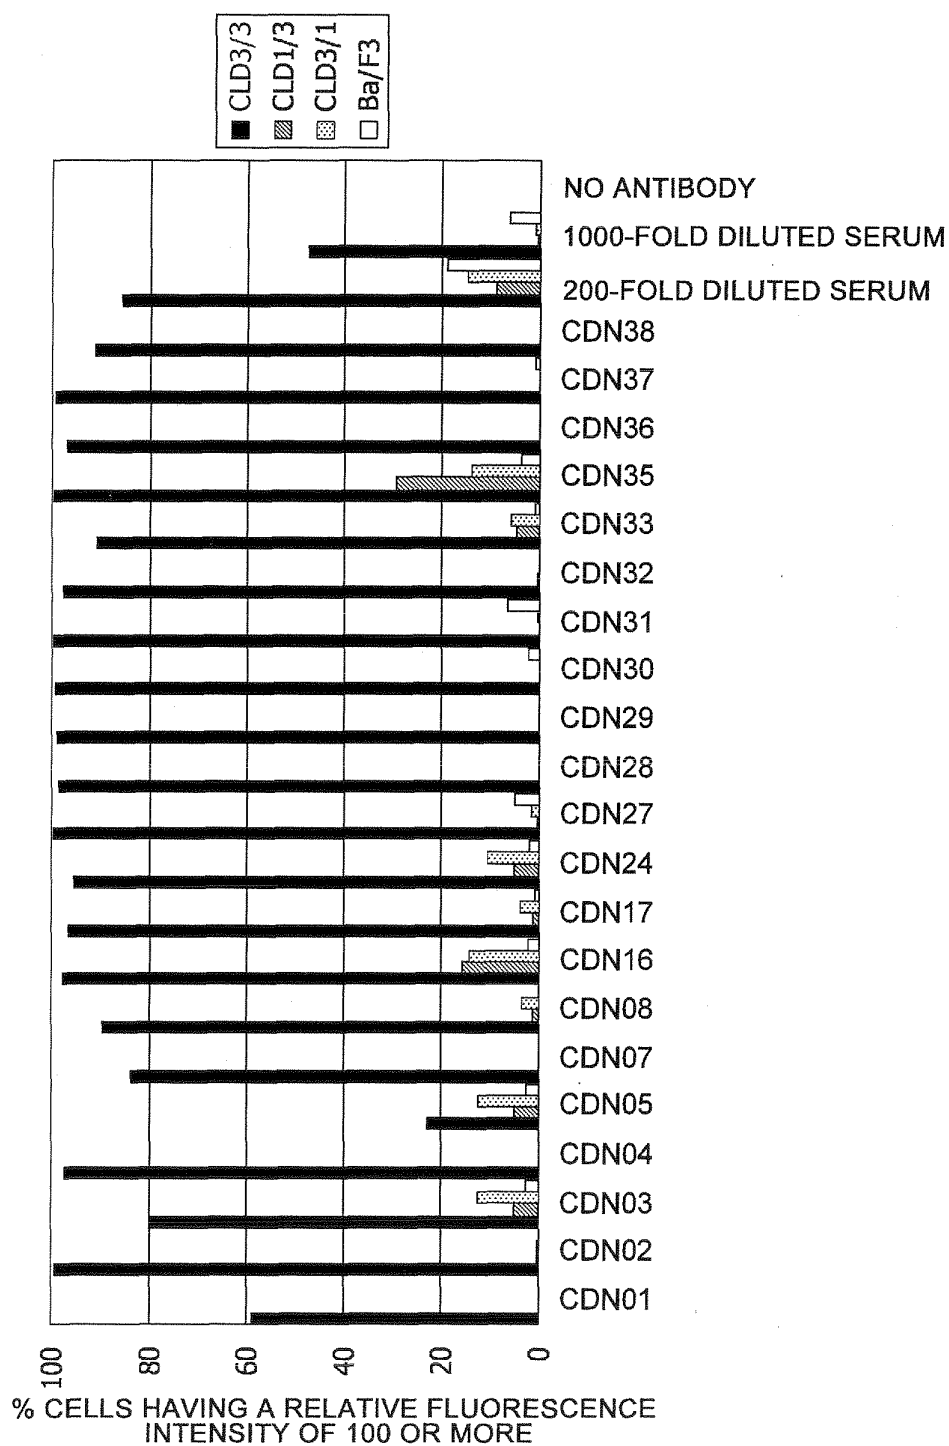 CLD3/3
CLD1/3
CLD3/1
Ba/F3
NO ANTIBODY
1000-FOLD DILUTED SERUM
200-FOLD DILUTED SERUM
CDN38
CDN37
CDN36
CDN35
CDN33
CDN32
CDN31
CDN30
CDN29
CDN28
CDN27
CDN24
CDN17
CDN16
CDN08
CDN07
CDN05
CDN04
CDN03
CDN02
CDN01
100
80
60
40
20
0
% CELLS HAVING A RELATIVE FLUORESCENCE
INTENSITY OF 100 OR MORE